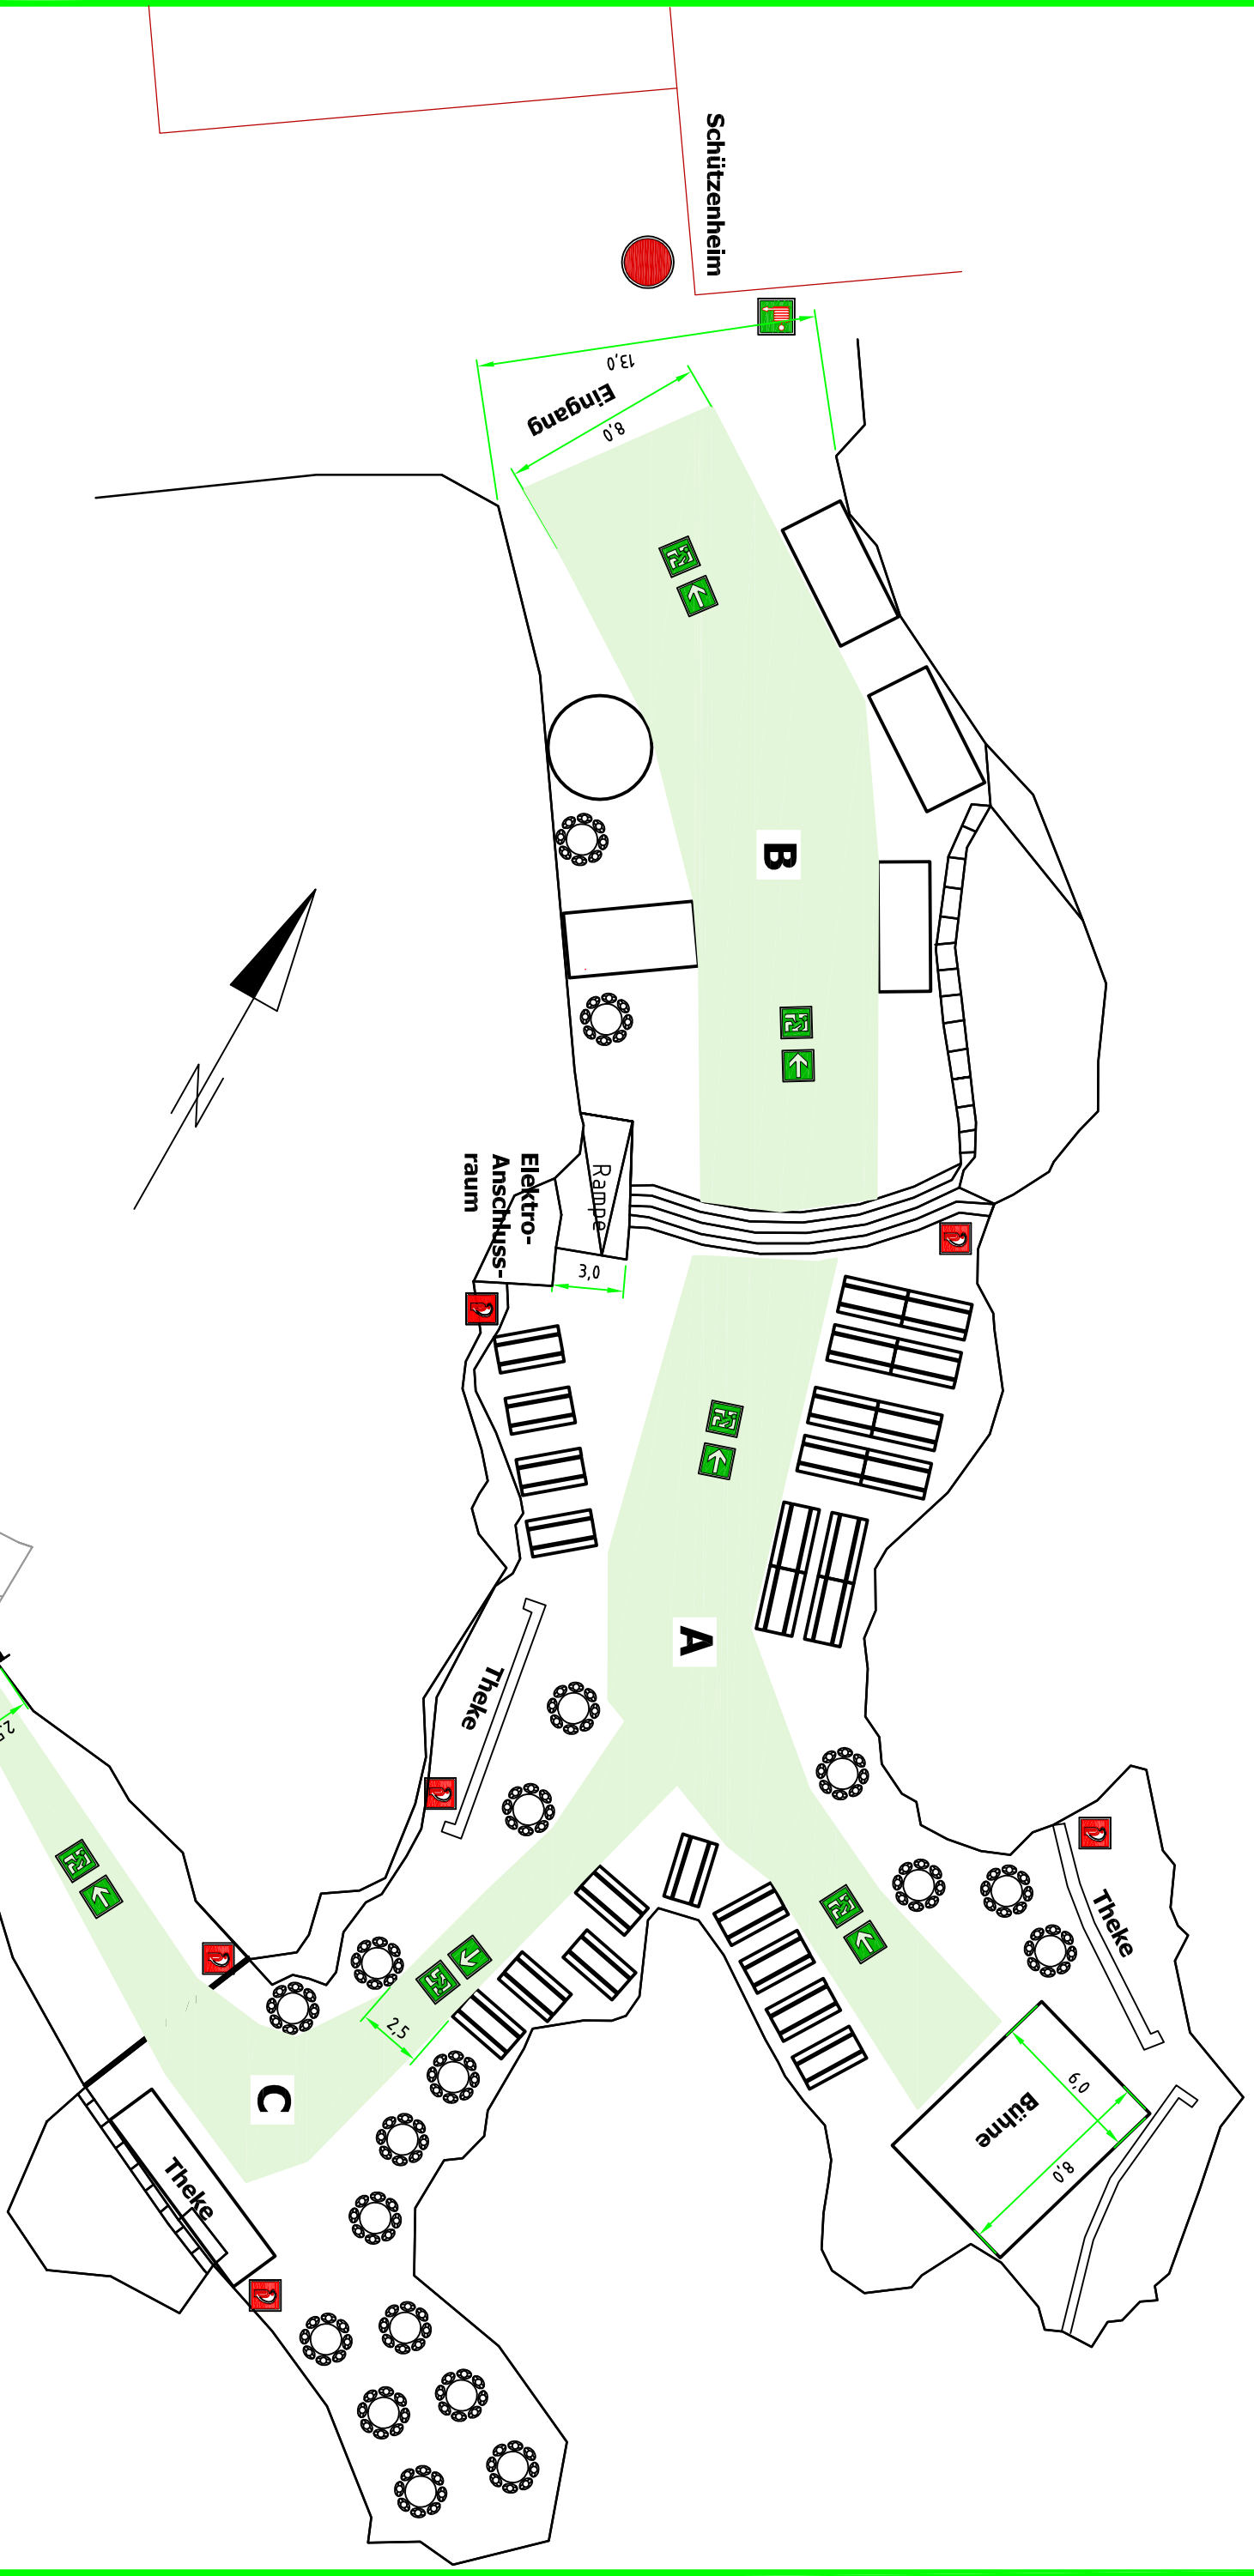 Schützenheim
13,0
Eingang
8,0
B
Elektro-
Anschluss-
raum
Rampe
3,0
A
Theke
Theke
2,5
6,0
Bühne
8,0
C
Theke